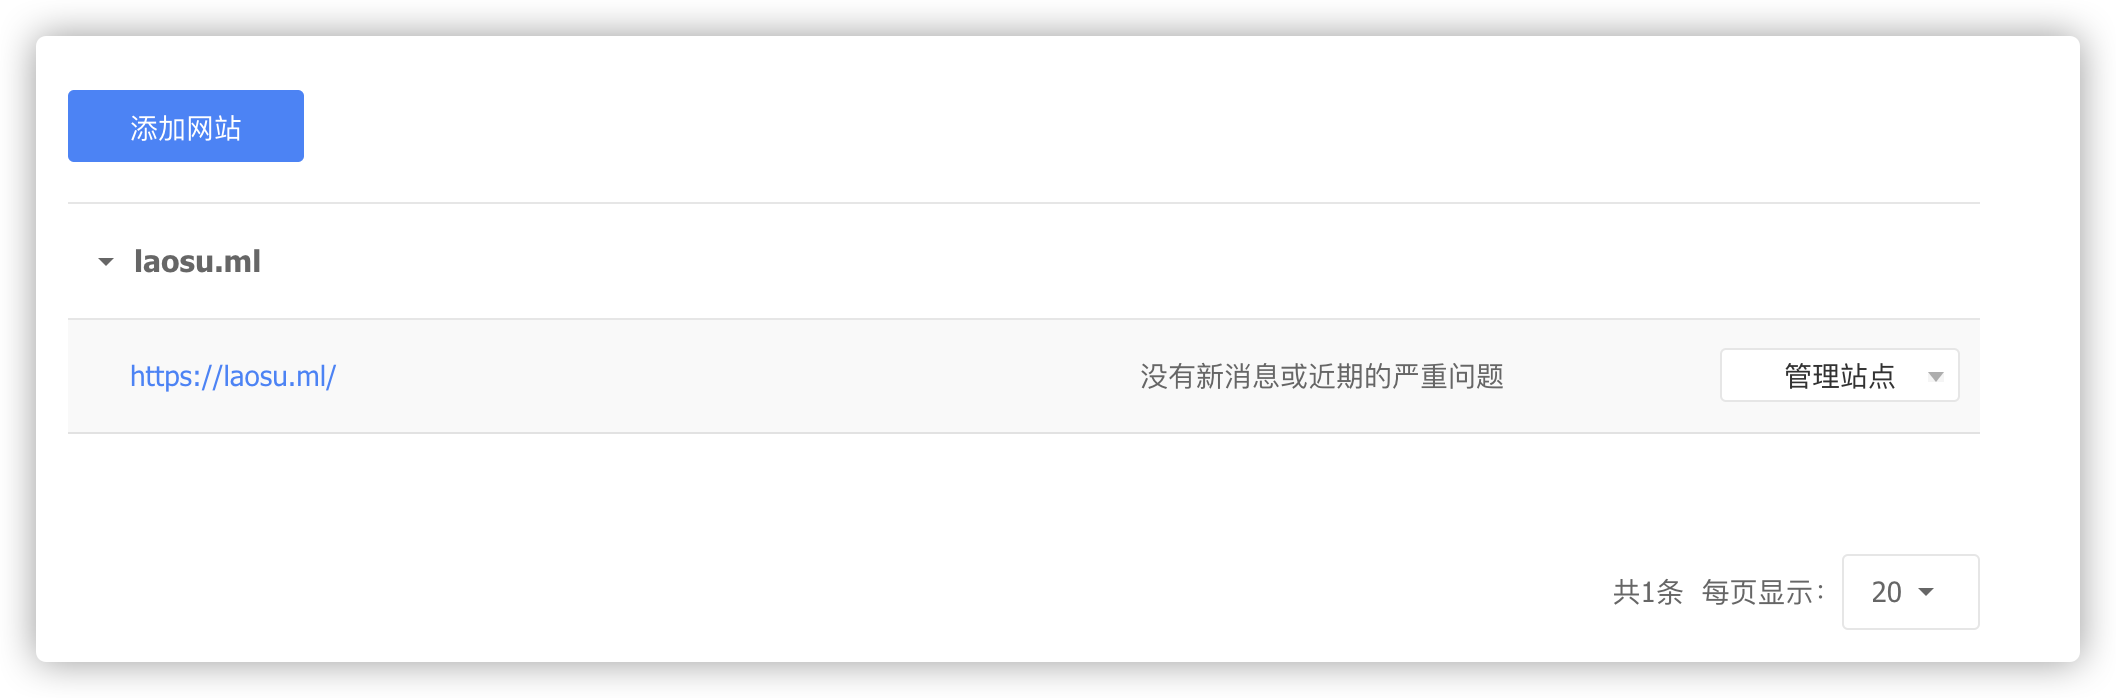 添加网站
laosu.ml
https://laosu.ml/ 没有新消息或近期的严重问题 管理站点
共1条 每页显示： 20